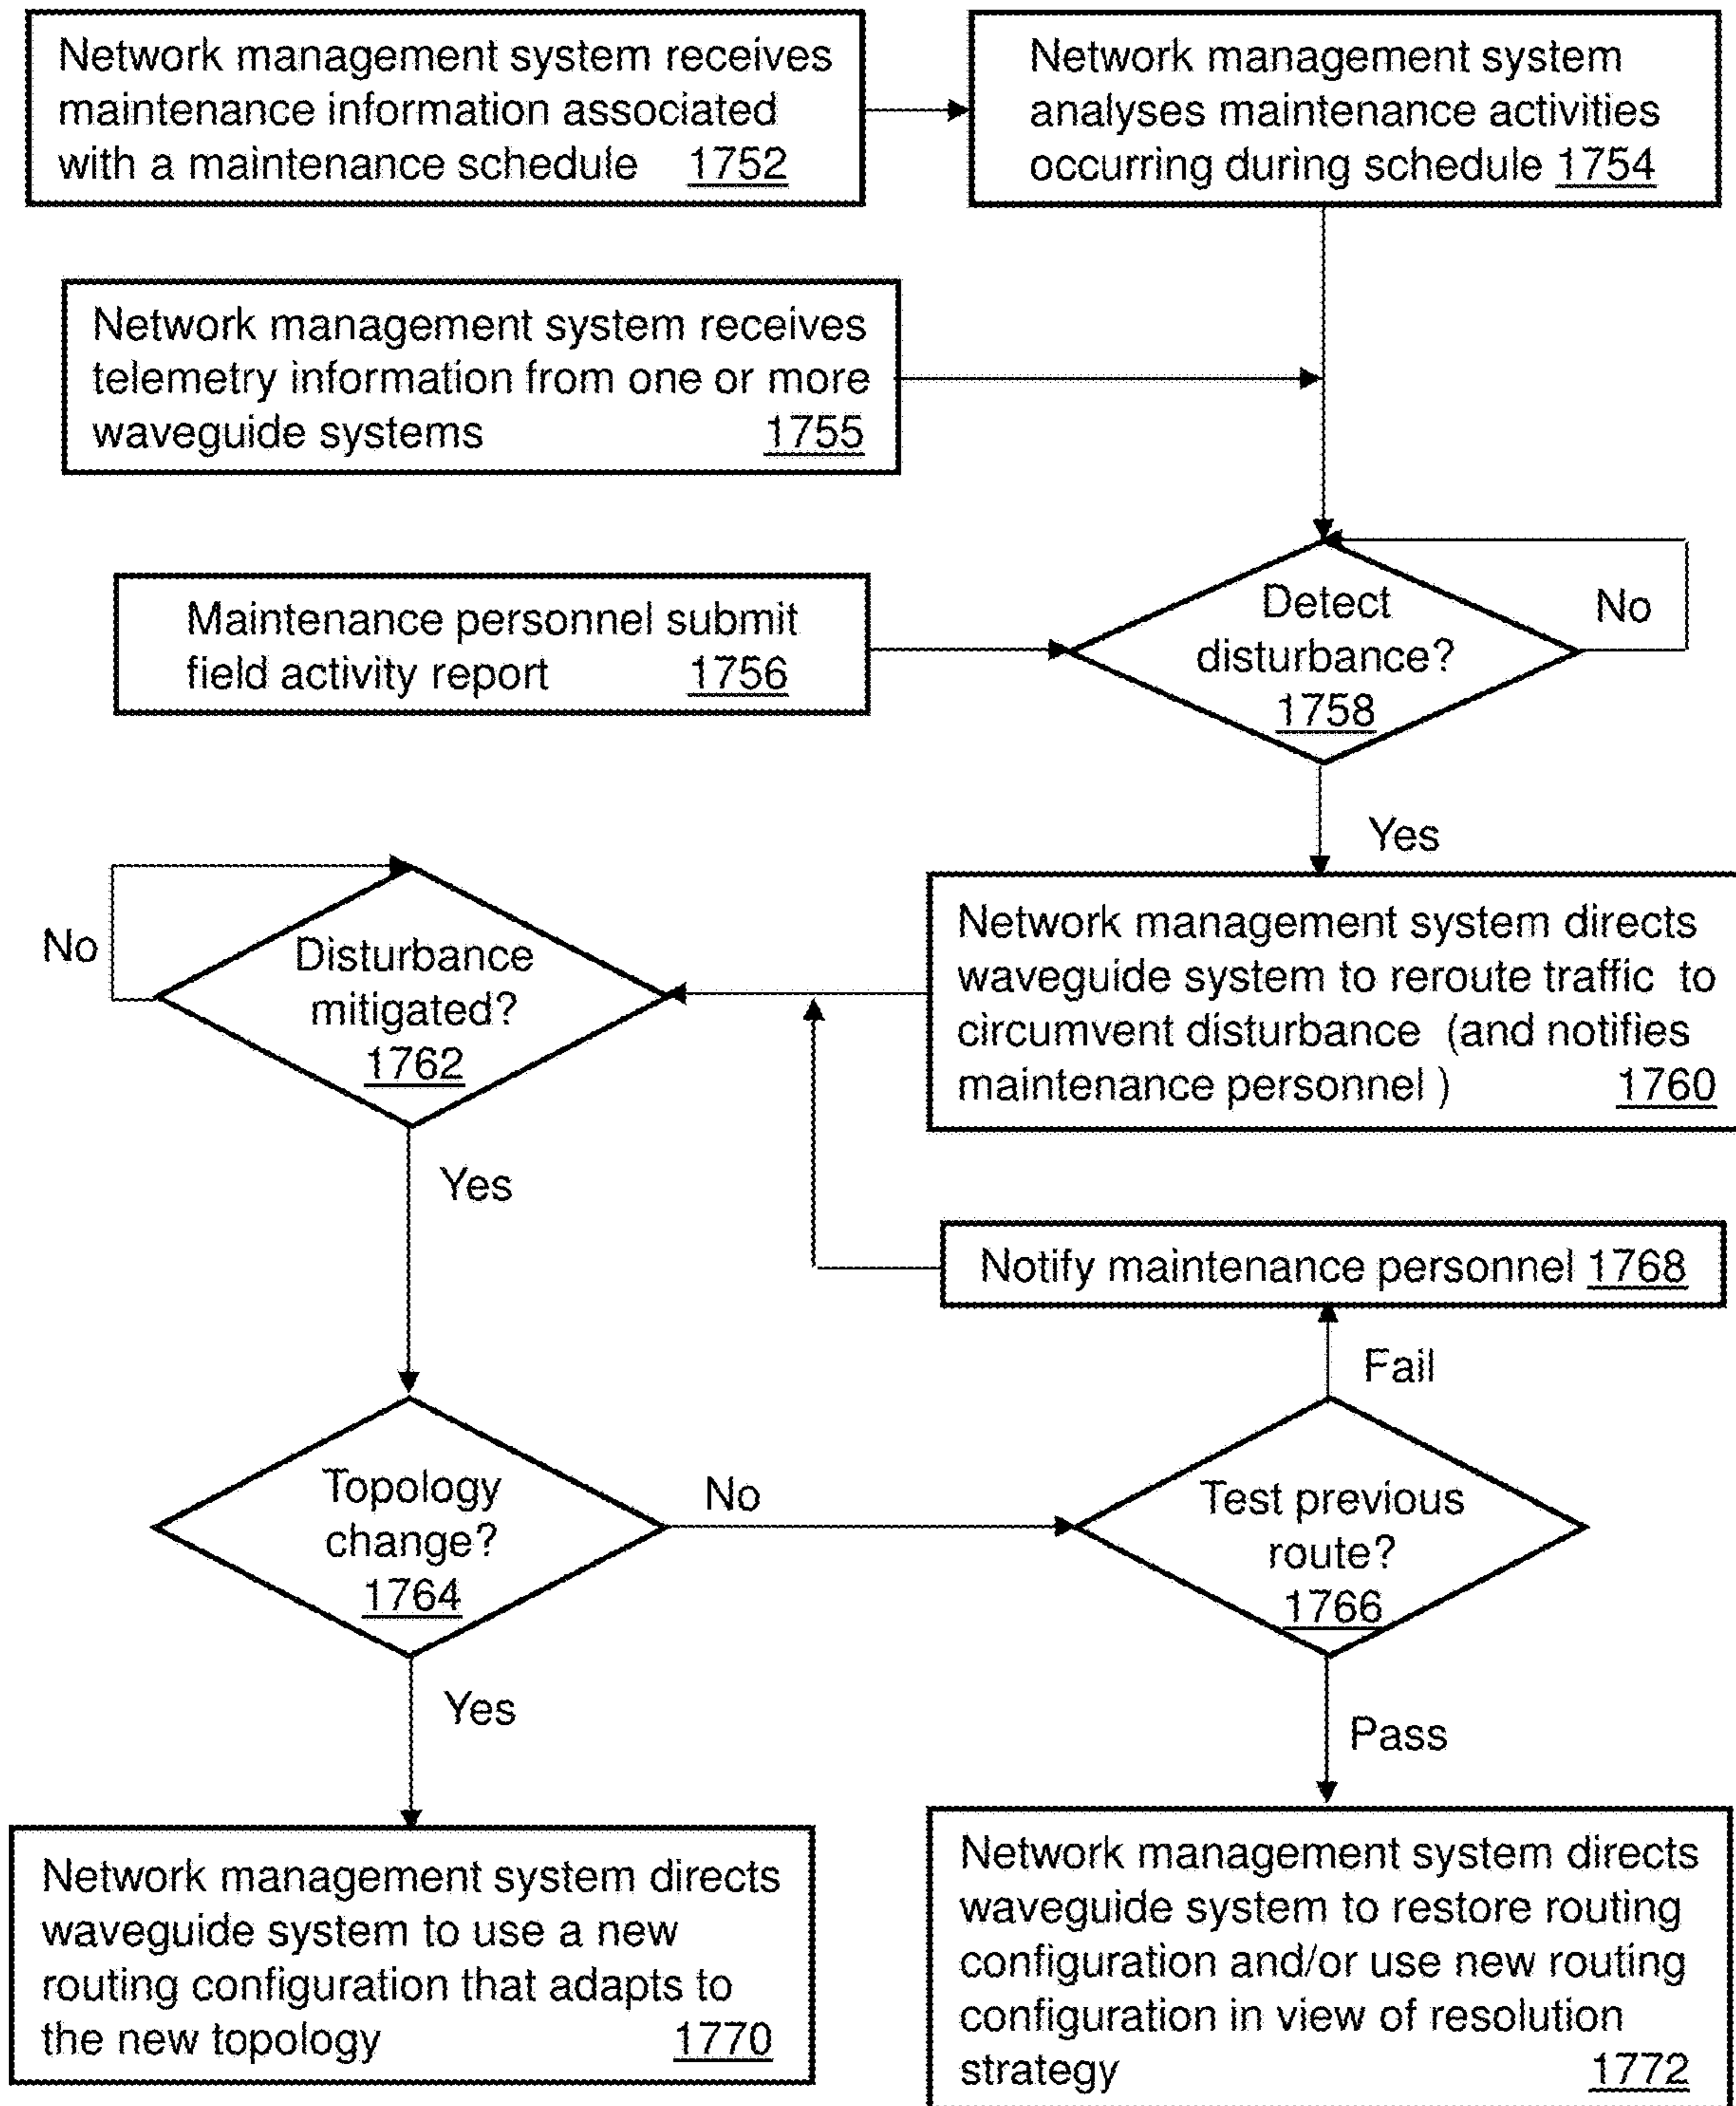 Network management system receives
maintenance information associated
with a maintenance schedule 1752
Network management system
analyses maintenance activities
occurring during schedule 1754
Network management system receives
telemetry information from one or more
waveguide systems 1755
Maintenance personnel submit
field activity report 1756
Detect
disturbance?
1758
No
Yes
Network management system directs
waveguide system to reroute traffic to
circumvent disturbance (and notifies
maintenance personnel ) 1760
No
Disturbance
mitigated?
1762
Yes
Notify maintenance personnel 1768
Fail
Topology
change?
1764
No
Test previous
route?
1766
Yes
Pass
Network management system directs
waveguide system to use a new
routing configuration that adapts to
the new topology 1770
Network management system directs
waveguide system to restore routing
configuration and/or use new routing
configuration in view of resolution
strategy 1772